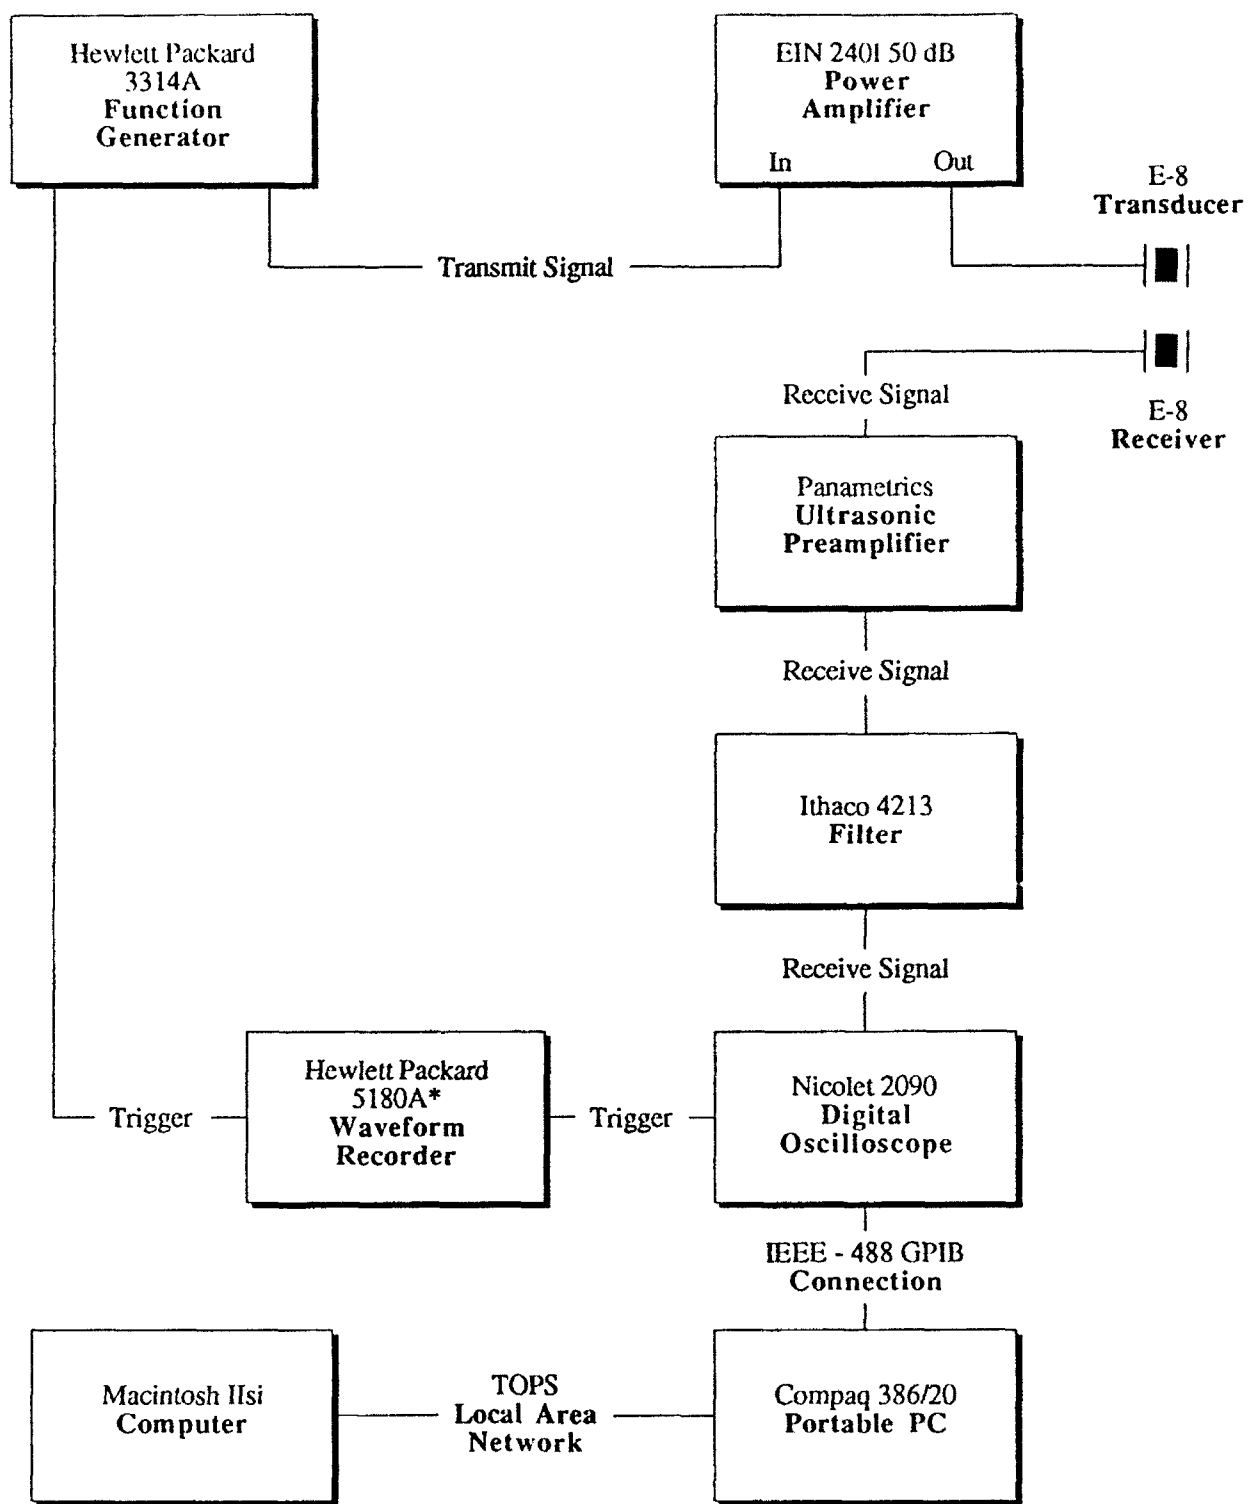 Hewlett Packard
3314A
Function
Generator
EIN 240I 50 dB
Power
Amplifier
In
Out
E-8
Transducer
Transmit Signal
Receive Signal
E-8
Receiver
Panametrics
Ultrasonic
Preamplifier
Receive Signal
Ithaco 4213
Filter
Receive Signal
Trigger
Hewlett Packard
5180A*
Waveform
Recorder
Trigger
Nicolet 2090
Digital
Oscilloscope
IEEE - 488 GPIB
Connection
Macintosh IIsi
Computer
TOPS
Local Area
Network
Compaq 386/20
Portable PC